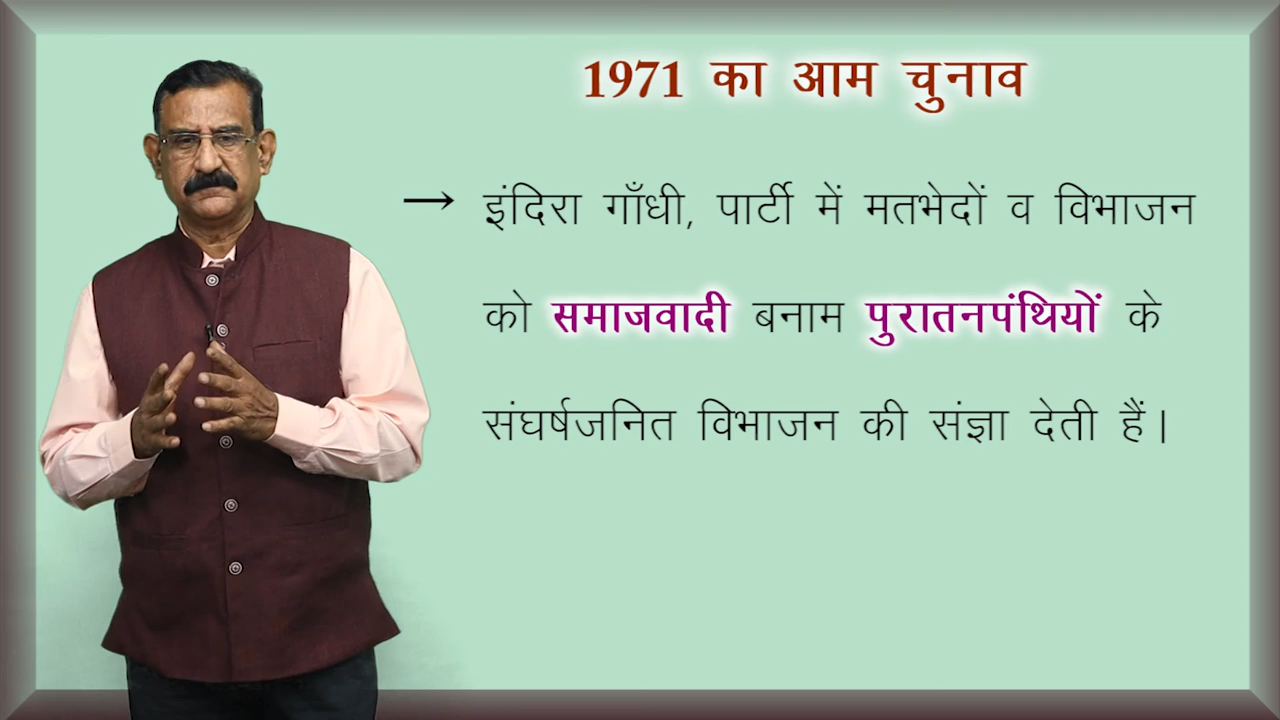 1971 का आम चुनाव
→ इंदिरा गाँधी, पार्टी में मतभेदों व विभाजन
को समाजवादी बनाम पुरातनपंथियों के
संघर्षजनित विभाजन की संज्ञा देती हैं।